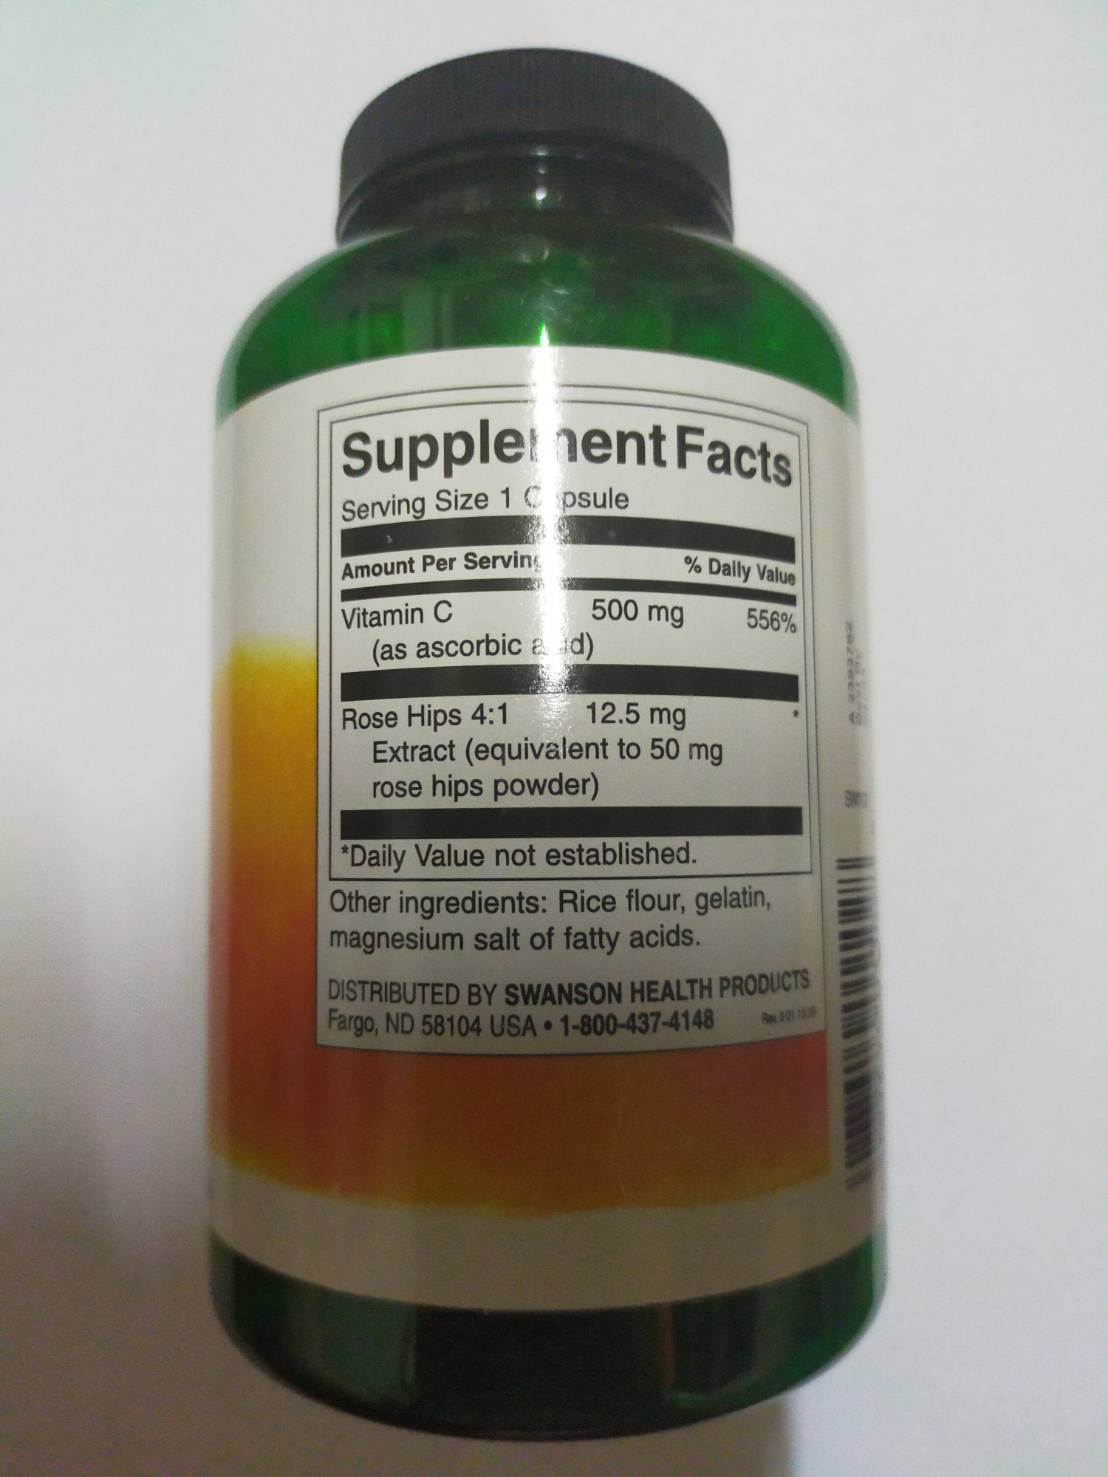 Supplement Facts
Serving Size 1 Capsule
Amount Per Serving % Daily Value
Vitamin C 500 mg 556%
(as ascorbic acid)
Rose Hips 4:1 12.5 mg *
Extract (equivalent to 50 mg
rose hips powder)
*Daily Value not established.
Other ingredients: Rice flour, gelatin,
magnesium salt of fatty acids.
DISTRIBUTED BY SWANSON HEALTH PRODUCTS
Fargo, ND 58104 USA • 1-800-437-4148